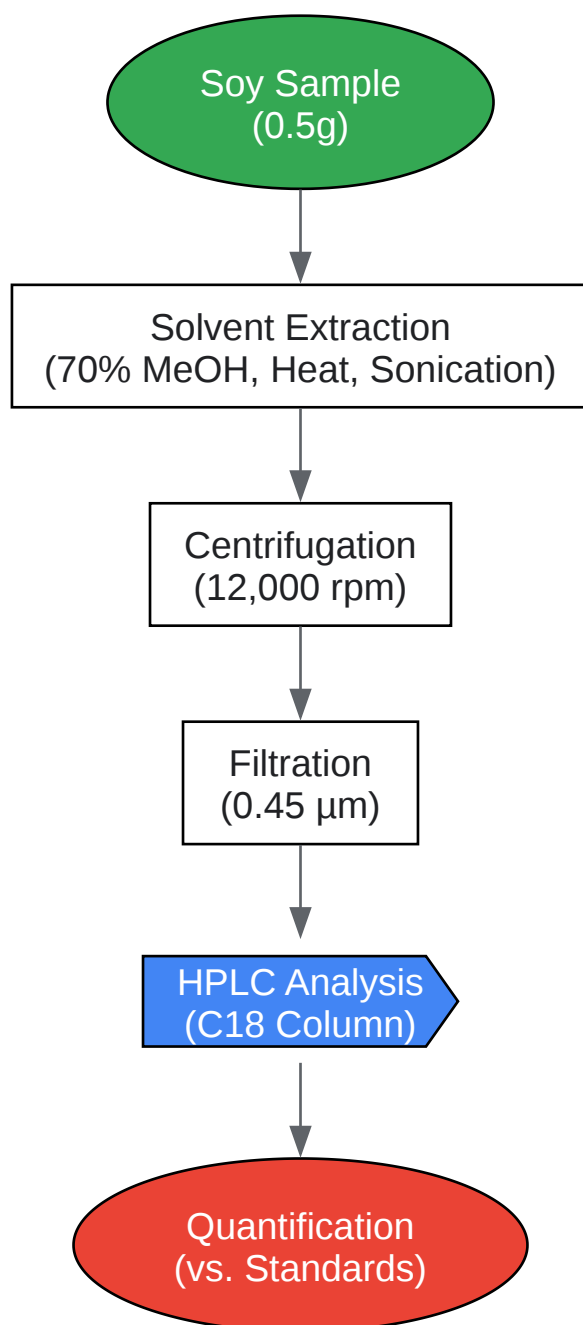 Soy Sample
(0.5g)
Solvent Extraction
(70% MeOH, Heat, Sonication)
Centrifugation
(12,000 rpm)
Filtration
(0.45 µm)
HPLC Analysis
(C18 Column)
Quantification
(vs. Standards)